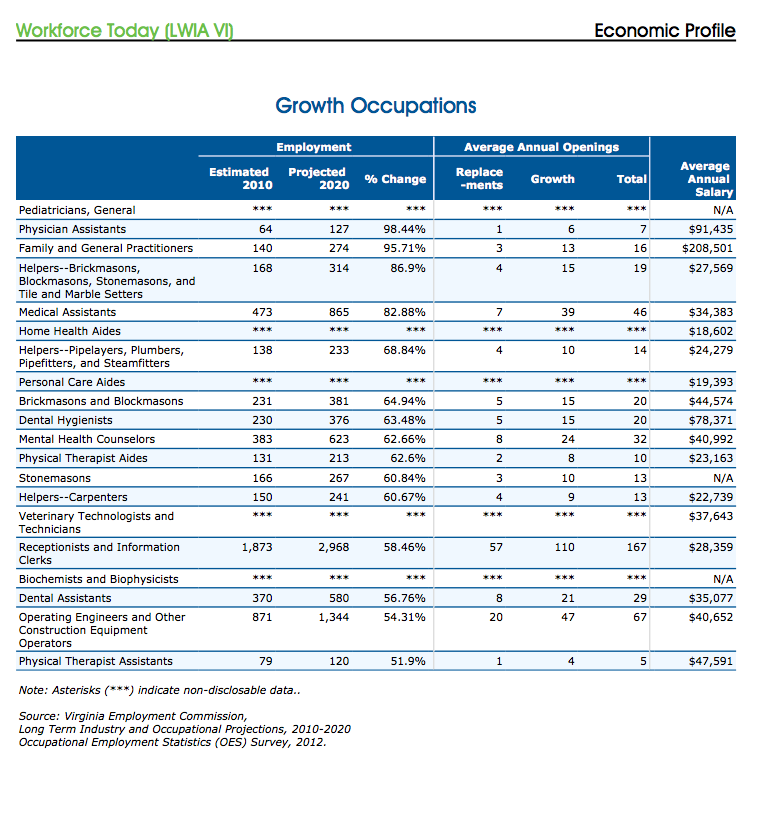 Workforce Today (LWIA VI) Economic Profile
Growth Occupations
Employment Average Annual Openings
Estimated 2010 Projected 2020 % Change Replace-ments Growth Total Average Annual Salary
Pediatricians, General *** *** *** *** *** *** N/A
Physician Assistants 64 127 98.44% 1 6 7 $91,435
Family and General Practitioners 140 274 95.71% 3 13 16 $208,501
Helpers--Brickmasons, 168 314 86.9% 4 15 19 $27,569
Blockmasons, Stonemasons, and
Tile and Marble Setters
Medical Assistants 473 865 82.88% 7 39 46 $34,383
Home Health Aides *** *** *** *** *** *** $18,602
Helpers--Pipelayers, Plumbers, 138 233 68.84% 4 10 14 $24,279
Pipefitters, and Steamfitters
Personal Care Aides *** *** *** *** *** *** $19,393
Brickmasons and Blockmasons 231 381 64.94% 5 15 20 $44,574
Dental Hygienists 230 376 63.48% 5 15 20 $78,371
Mental Health Counselors 383 623 62.66% 8 24 32 $40,992
Physical Therapist Aides 131 213 62.6% 2 8 10 $23,163
Stonemasons 166 267 60.84% 3 10 13 N/A
Helpers--Carpenters 150 241 60.67% 4 9 13 $22,739
Veterinary Technologists and *** *** *** *** *** *** $37,643
Technicians
Receptionists and Information 1,873 2,968 58.46% 57 110 167 $28,359
Clerks
Biochemists and Biophysicists *** *** *** *** *** *** N/A
Dental Assistants 370 580 56.76% 8 21 29 $35,077
Operating Engineers and Other 871 1,344 54.31% 20 47 67 $40,652
Construction Equipment
Operators
Physical Therapist Assistants 79 120 51.9% 1 4 5 $47,591
Note: Asterisks (***) indicate non-disclosable data..
Source: Virginia Employment Commission,
Long Term Industry and Occupational Projections, 2010-2020
Occupational Employment Statistics (OES) Survey, 2012.